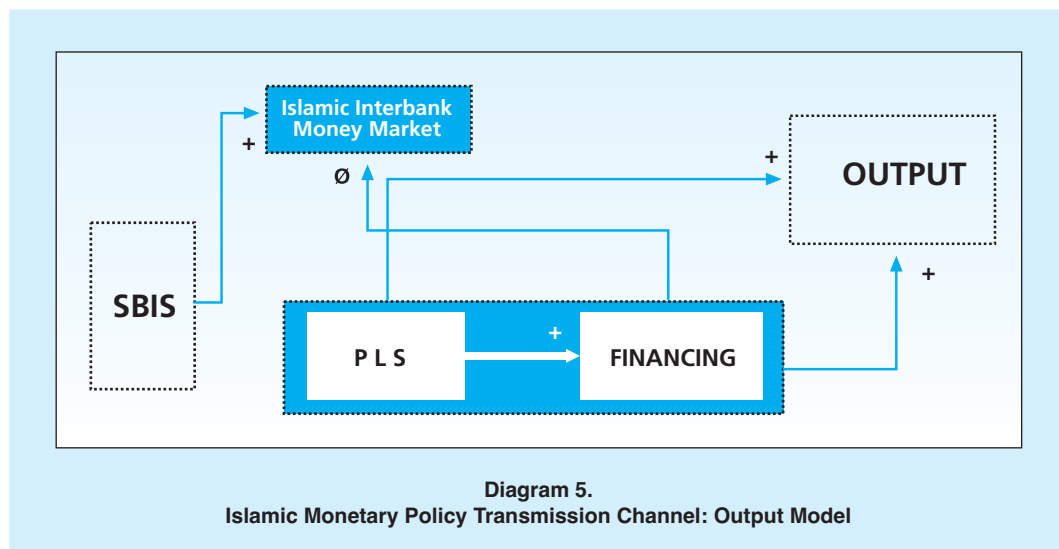 Islamic Interbank
Money Market
+
Ø
+
OUTPUT
SBIS
+
P L S
+
FINANCING
Diagram 5.
Islamic Monetary Policy Transmission Channel: Output Model